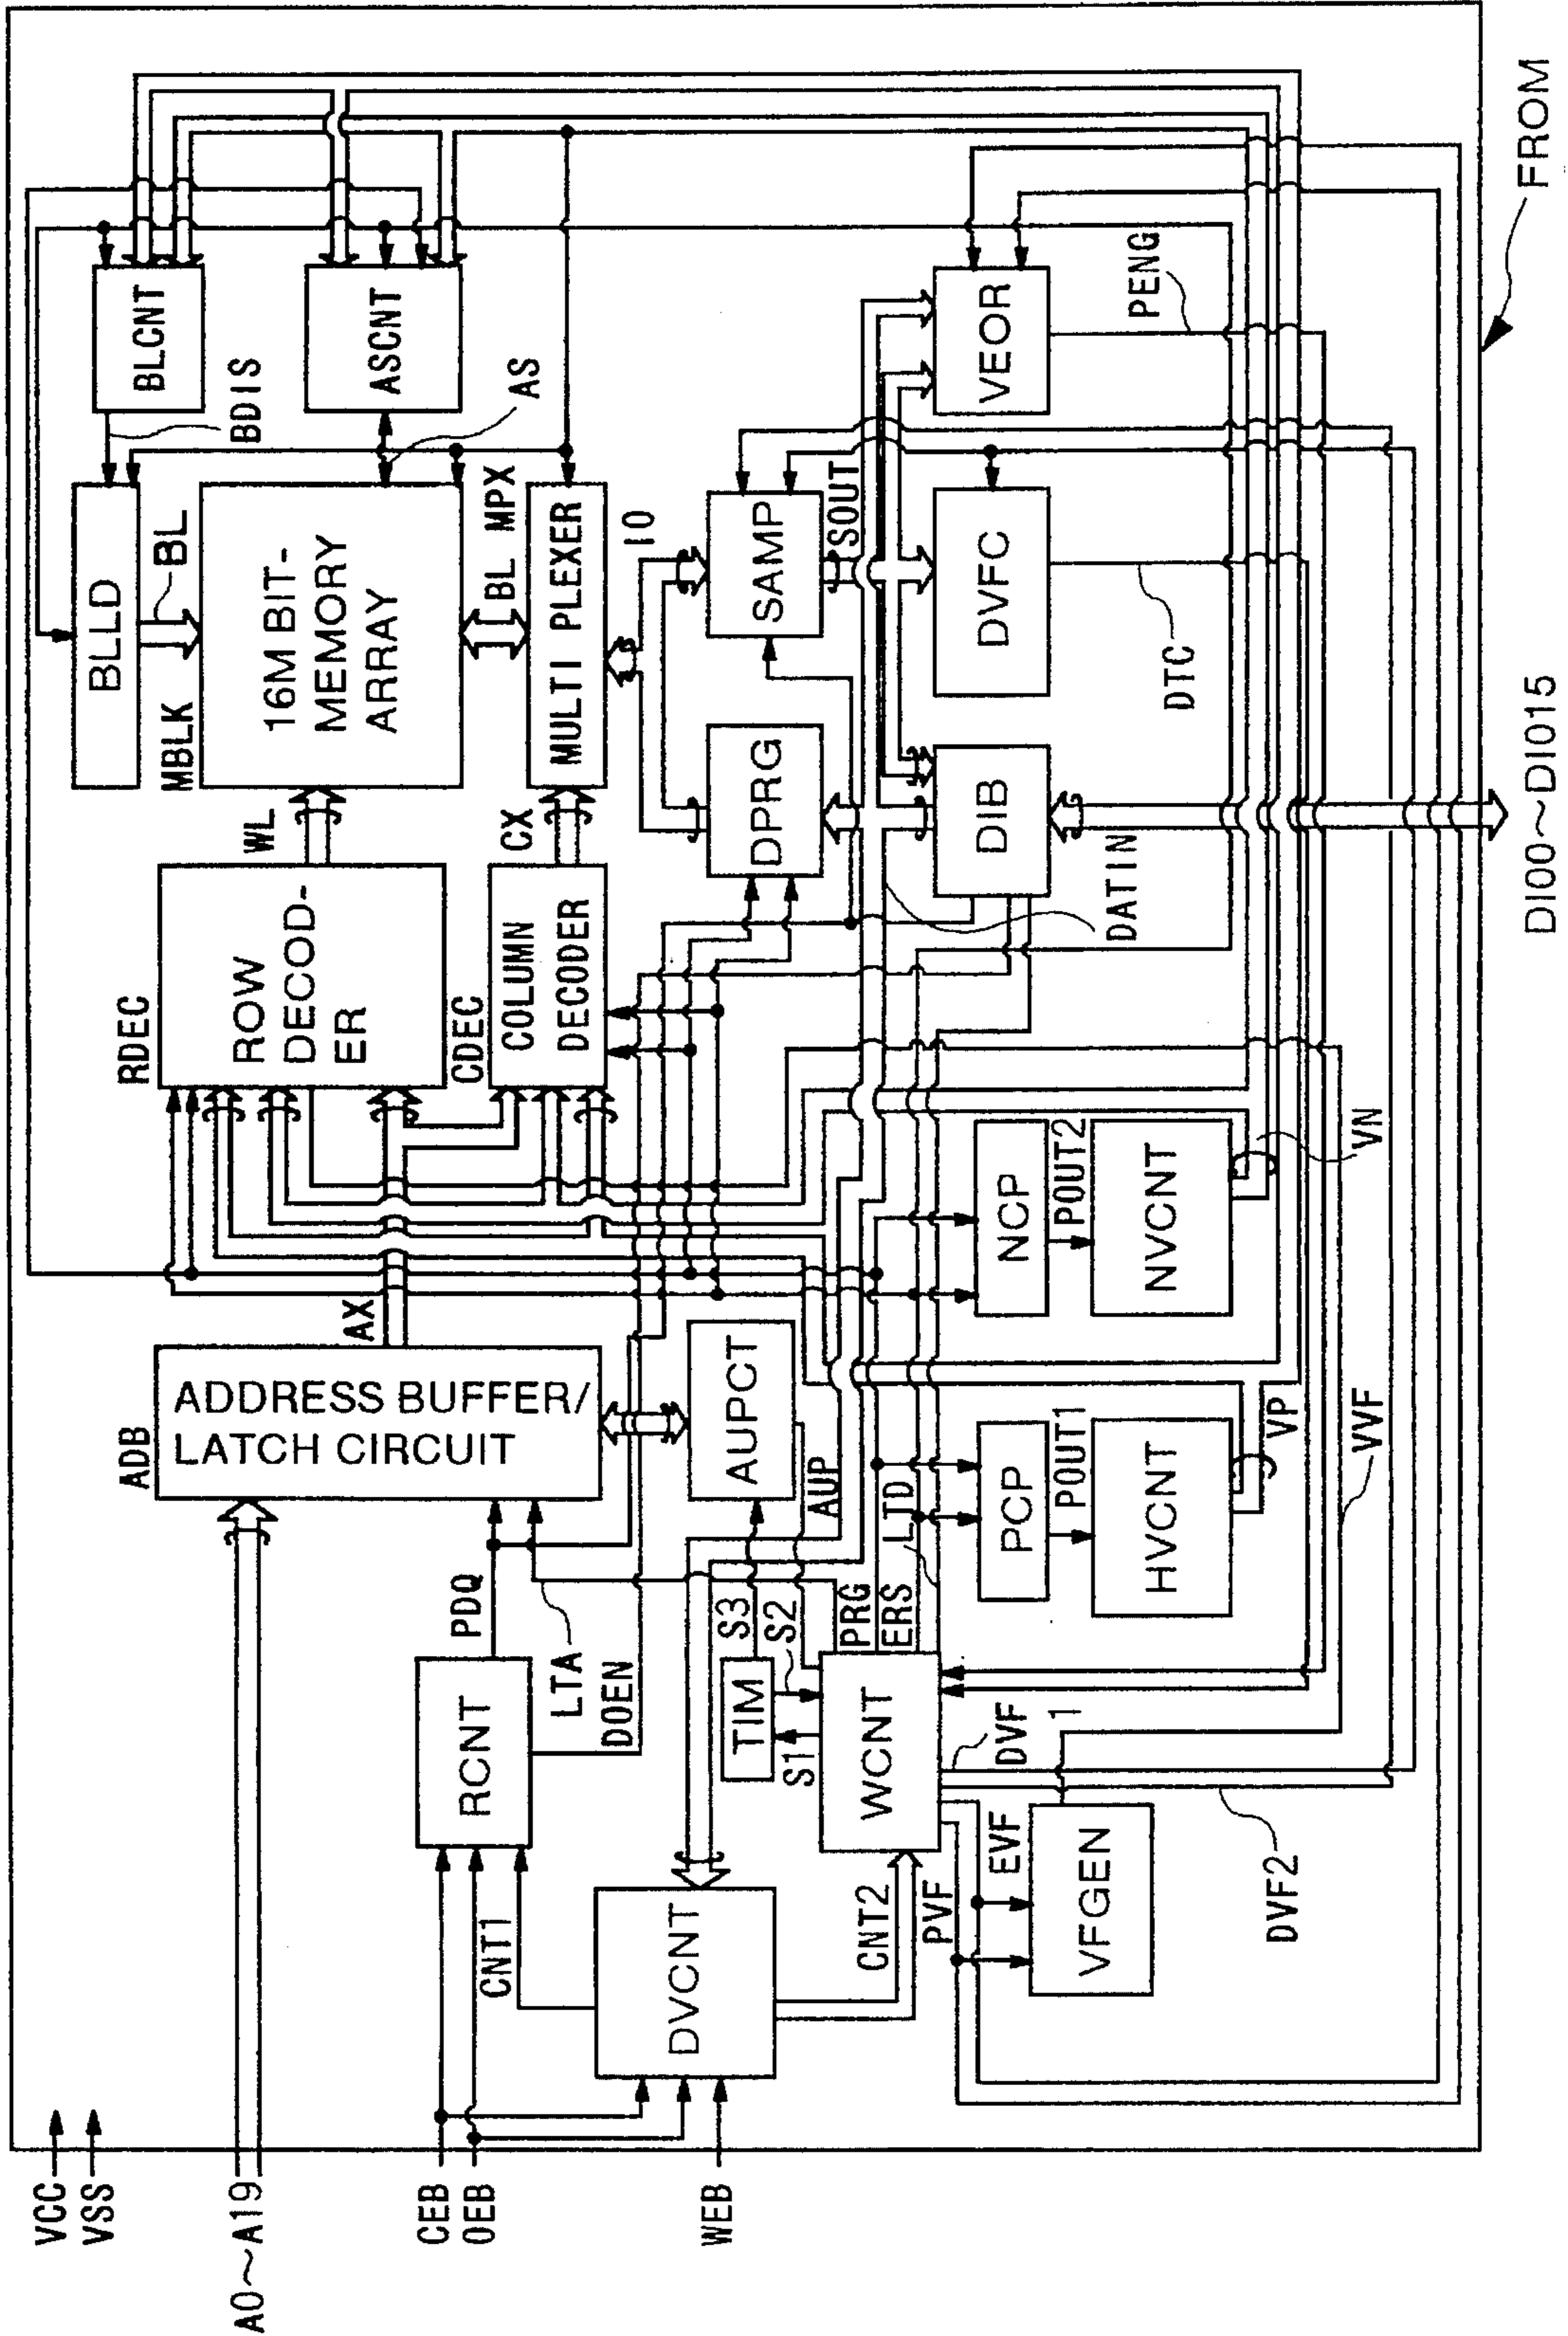 VCC
VSS
A0~A19
CEB
OEB
WEB
ADB
ADDRESS BUFFER/
LATCH CIRCUIT
AX
RDEC
ROW
DECOD-
ER
WL
MBLK
16M BIT-
MEMORY
ARRAY
BLLD
BL
BLCNT
BDIS
ASCNT
AS
CDEC
COLUMN
DECODER
CX
MULTI PLEXER
BL MPX
IO
PDQ
RCNT
CNT1
LTA
DOEN
DVCNT
AUPCT
AUP
S3
S2
TIM
S1
WCNT
CNT2
PVF
EVF
PRG
ERS
LTD
DVF
1
DVF2
VFGEN
PCP
POUT1
HVCNT
VP
VVF
NCP
POUT2
NVCNT
VN
DPRG
SAMP
SOUT
DIB
DATIN
DVFC
DTC
VEOR
PENG
DIO0~DIO15
FROM